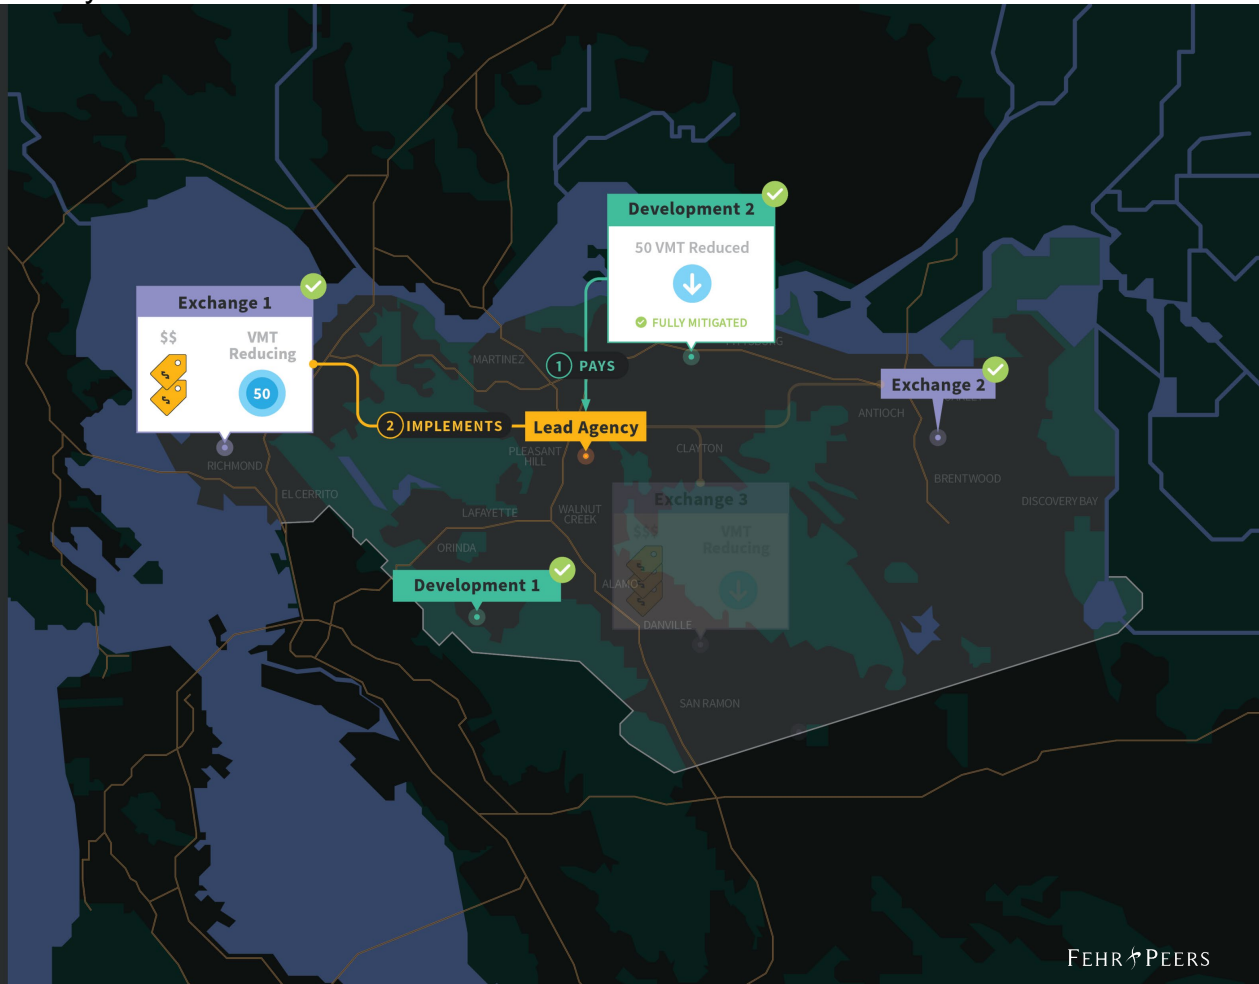 Development 2
50 VMT Reduced
FULLY MITIGATED
Exchange 1
$$
VMT
Reducing
50
MARTINEZ
1 PAYS
Exchange 2
ANTIOCH
2 IMPLEMENTS
Lead Agency
PLEASANT
HILL
CLAYTON
RICHMOND
BRENTWOOD
EL CERRITO
Exchange 3
DISCOVERY BAY
LAFAYETTE
WALNUT
CREEK
$$$
VMT
Reducing
ORINDA
Development 1
DANVILLE
SAN RAMON
FEHR PEERS